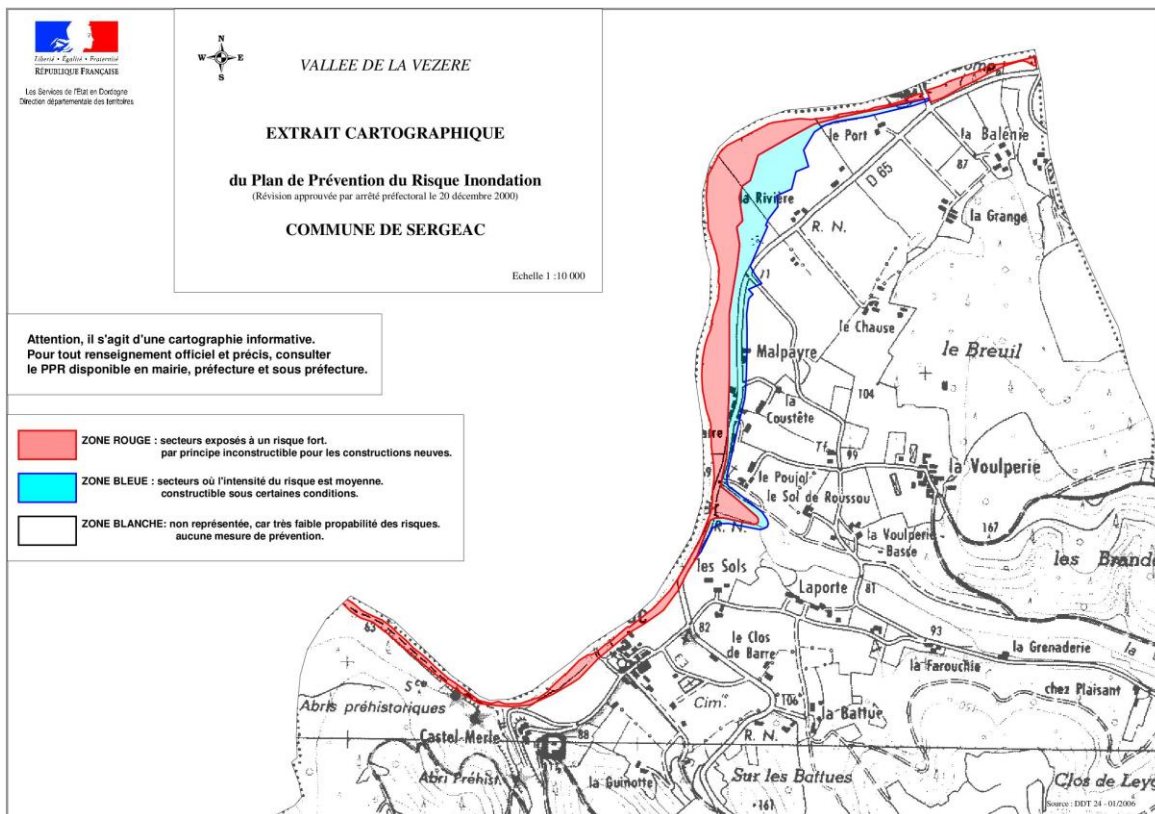 Liberté • Égalité • Fraternité
RÉPUBLIQUE FRANÇAISE
Les Services de l'Etat en Dordogne
Direction départementale des territoires
N
W E
S
VALLEE DE LA VEZERE
EXTRAIT CARTOGRAPHIQUE
du Plan de Prévention du Risque Inondation
(Révision approuvée par arrêté préfectoral le 20 décembre 2000)
COMMUNE DE SERGEAC
Echelle 1 :10 000
Attention, il s'agit d'une cartographie informative.
Pour tout renseignement officiel et précis, consulter
le PPR disponible en mairie, préfecture et sous préfecture.
ZONE ROUGE : secteurs exposés à un risque fort.
par principe inconstructible pour les constructions neuves.
ZONE BLEUE : secteurs où l'intensité du risque est moyenne.
constructible sous certaines conditions.
ZONE BLANCHE: non représentée, car très faible propabilité des risques.
aucune mesure de prévention.
le Port
la Balénie
87
D 65
la Rivière
la Grange
R. N.
71
le Chause
Malpayre
le Breuil
la
Coustête
104
Tf
99
la Voulperie
le Poujol
le Sol de Roussou
167
R. N.
la Voulperie
-Basse
les Brande
les Sols
Laporte
81
63
82
le Clos
de Barre
93
la Grenaderie
la Farouchie
chez Plaisant
Abris préhistoriques
Cim.
106
la Battue
Castel-Merle
P
88
R. N.
Abri Préhist.
la Guinotte
Sur les Battues
Clos de Leyg
161
Source : DDT 24 - 01/2006